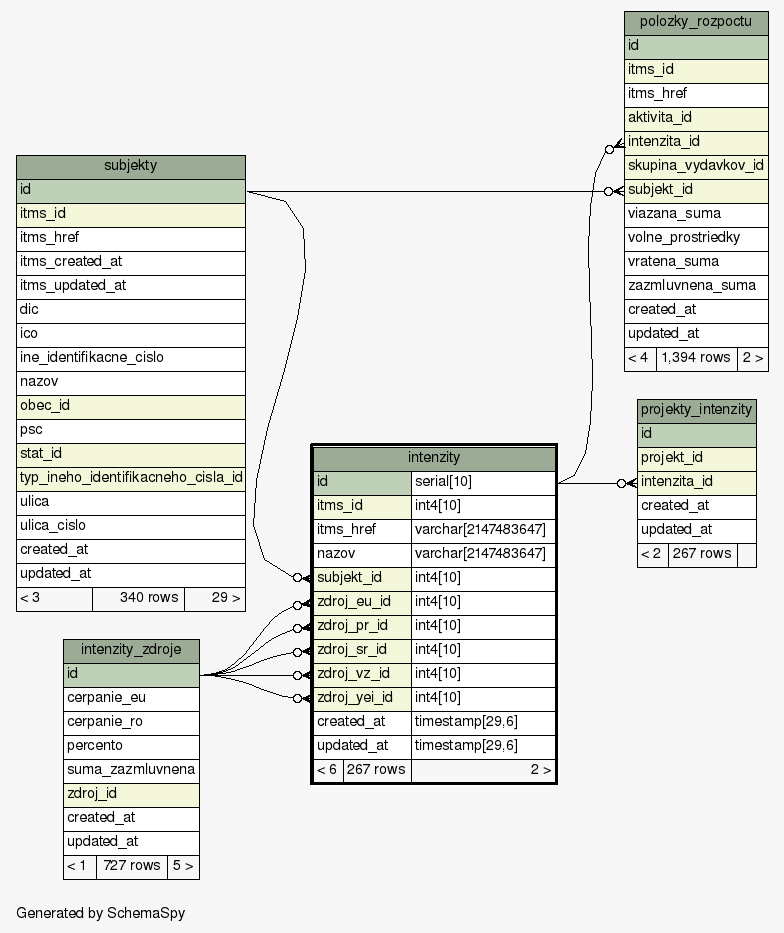 polozky_rozpoctu
id
itms_id
itms_href
aktivita_id
intenzita_id
skupina_vydavkov_id
subjekt_id
viazana_suma
volne_prostriedky
vratena_suma
zazmluvnena_suma
created_at
updated_at
< 4 1,394 rows 2 >
subjekty
id
itms_id
itms_href
itms_created_at
itms_updated_at
dic
ico
ine_identifikacne_cislo
nazov
obec_id
psc
stat_id
typ_ineho_identifikacneho_cisla_id
ulica
ulica_cislo
created_at
updated_at
< 3 340 rows 29 >
projekty_intenzity
id
projekt_id
intenzita_id
created_at
updated_at
< 2 267 rows
intenzity
id serial[10]
itms_id int4[10]
itms_href varchar[2147483647]
nazov varchar[2147483647]
subjekt_id int4[10]
zdroj_eu_id int4[10]
zdroj_pr_id int4[10]
zdroj_sr_id int4[10]
zdroj_vz_id int4[10]
zdroj_yei_id int4[10]
created_at timestamp[29,6]
updated_at timestamp[29,6]
< 6 267 rows 2 >
intenzity_zdroje
id
cerpanie_eu
cerpanie_ro
percento
suma_zazmluvnena
zdroj_id
created_at
updated_at
< 1 727 rows 5 >
Generated by SchemaSpy